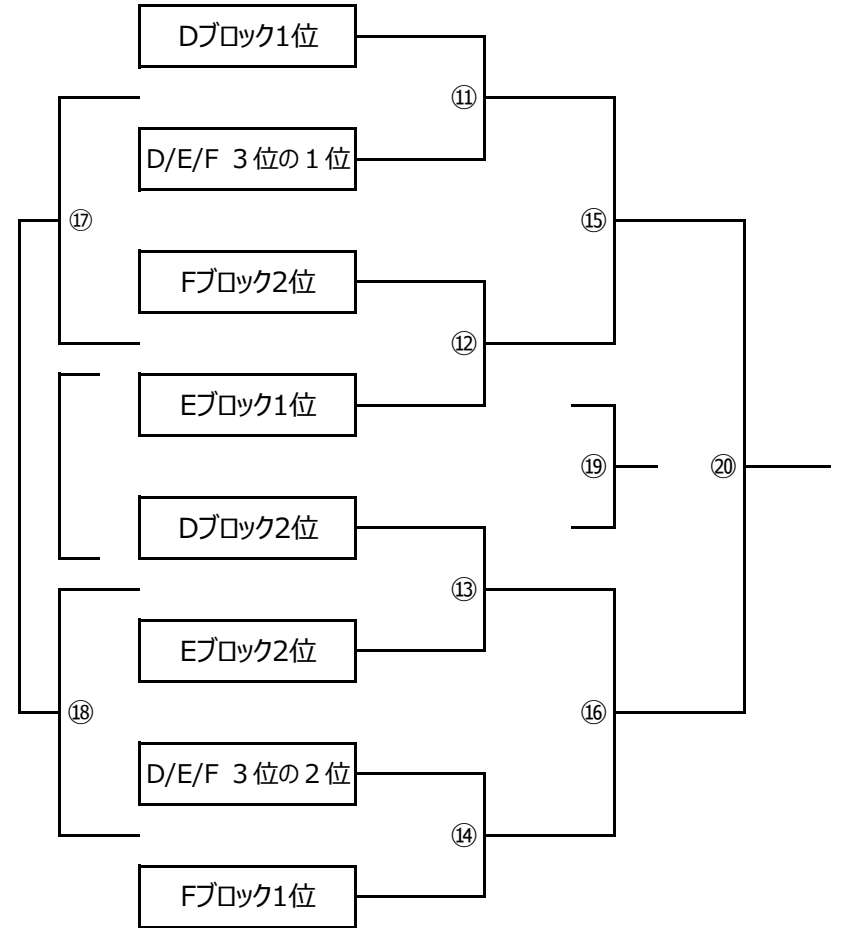 Dブロック1位
⑪
D/E/F ３位の１位
⑰
⑮
Fブロック2位
⑫
Eブロック1位
⑲
⑳
Dブロック2位
⑬
Eブロック2位
⑱
⑯
D/E/F ３位の２位
⑭
Fブロック1位